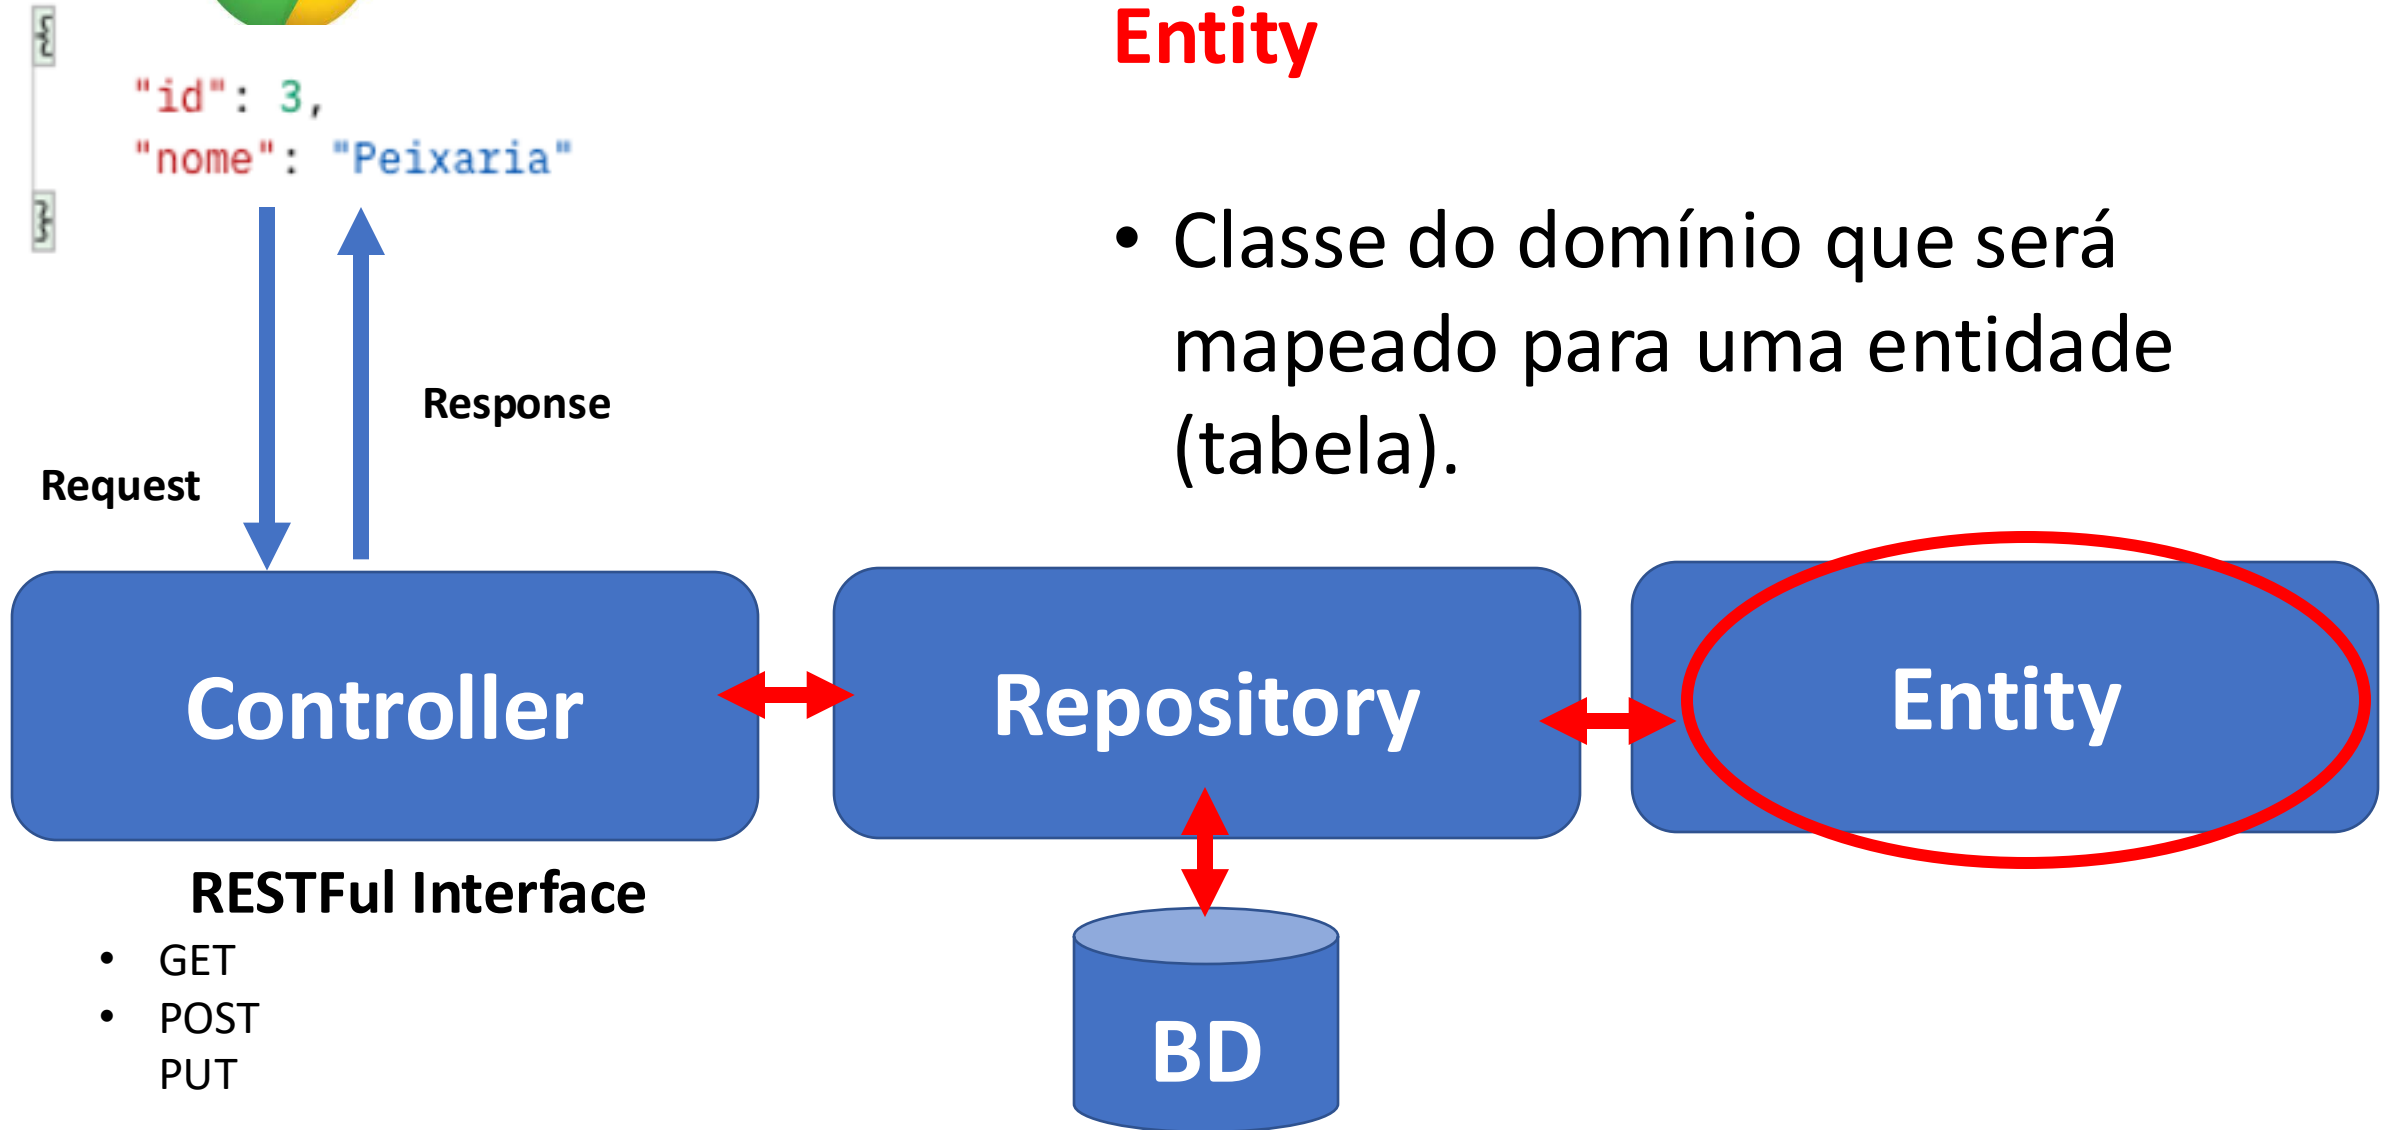 {
"id": 3,
"nome": "Peixaria"
}
Entity
• Classe do domínio que será
mapeado para uma entidade
(tabela).
Response
Request
Controller
Repository
Entity
RESTFul Interface
• GET
• POST
PUT
BD